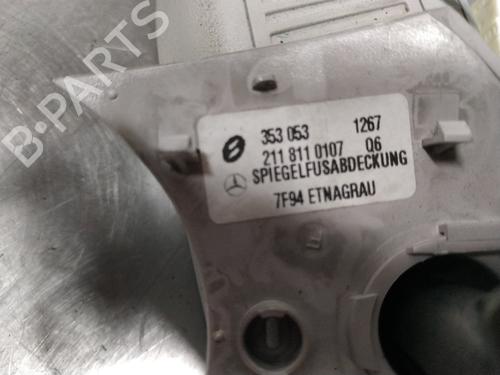 B-PARTS
353 053 1267
211 811 0107 Q6
SPIEGELFUSABDECKUNG
7F94 ETNAGRAU